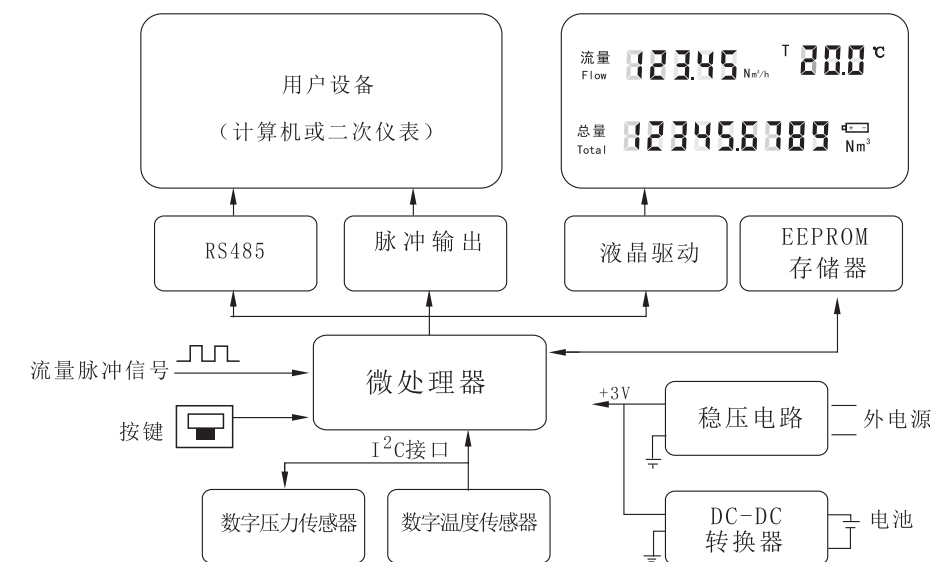 用户设备
（计算机或二次仪表）
流量 123.45 Nm³/h T 20.0 ℃
Flow
总量 12345.6789 Nm³
Total
RS485
脉冲输出
液晶驱动
EEPROM
存储器
流量脉冲信号
微处理器
按键
I²C接口
+3V
稳压电路
外电源
数字压力传感器
数字温度传感器
DC-DC
转换器
电池